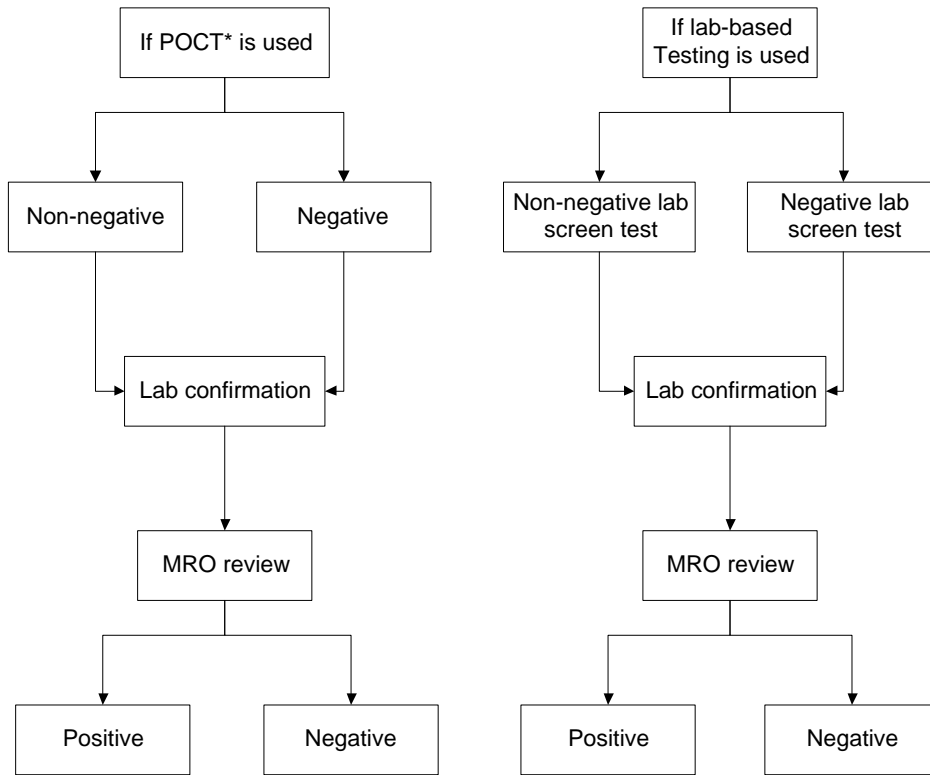 If POCT* is used
If lab-based
Testing is used
Non-negative
Negative
Non-negative lab
screen test
Negative lab
screen test
Lab confirmation
Lab confirmation
MRO review
MRO review
Positive
Negative
Positive
Negative